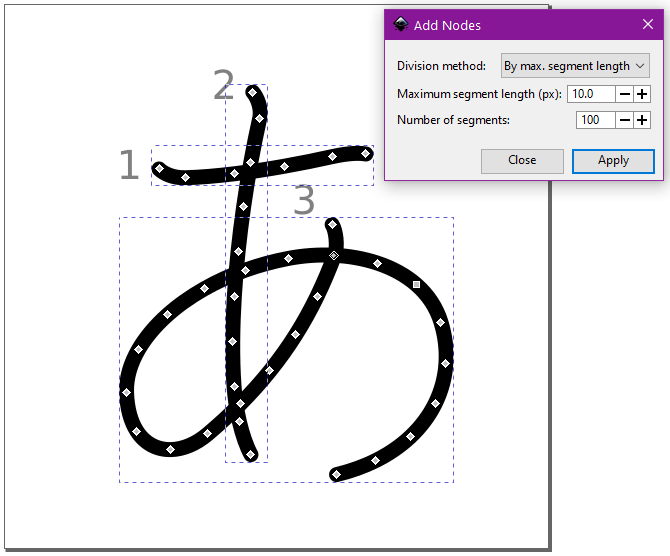 Add Nodes
Division method: By max. segment length
Maximum segment length (px): 10.0
Number of segments: 100
Close Apply
2
1
3
あ